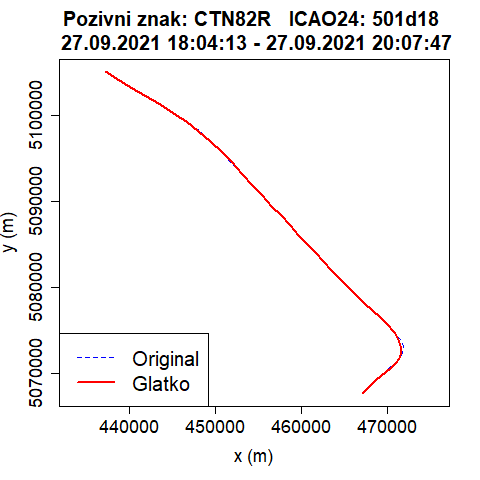 Pozivni znak: CTN82R   ICAO24: 501d18
27.09.2021 18:04:13 - 27.09.2021 20:07:47
y (m)
5100000
5090000
5080000
5070000
Original
Glatko
440000
450000
460000
470000
x (m)